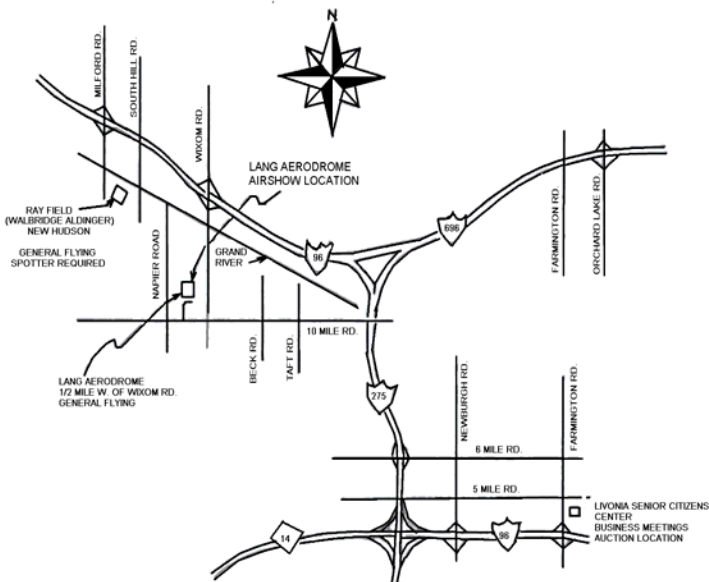 N
MILFORD RD.
SOUTH HILL RD.
WIXOM RD.
LANG AERODROME
AIRSHOW LOCATION
RAY FIELD
(WALBRIDGE ALDINGER)
NEW HUDSON
GENERAL FLYING
SPOTTER REQUIRED
NAPIER ROAD
GRAND
RIVER
96
696
FARMINGTON RD.
ORCHARD LAKE RD.
BECK RD.
TAFT RD.
10 MILE RD.
LANG AERODROME
1/2 MILE W. OF WIXOM RD.
GENERAL FLYING
275
NEWBURGH RD.
FARMINGTON RD.
6 MILE RD.
5 MILE RD.
14
96
LIVONIA SENIOR CITIZENS
CENTER
BUSINESS MEETINGS
AUCTION LOCATION